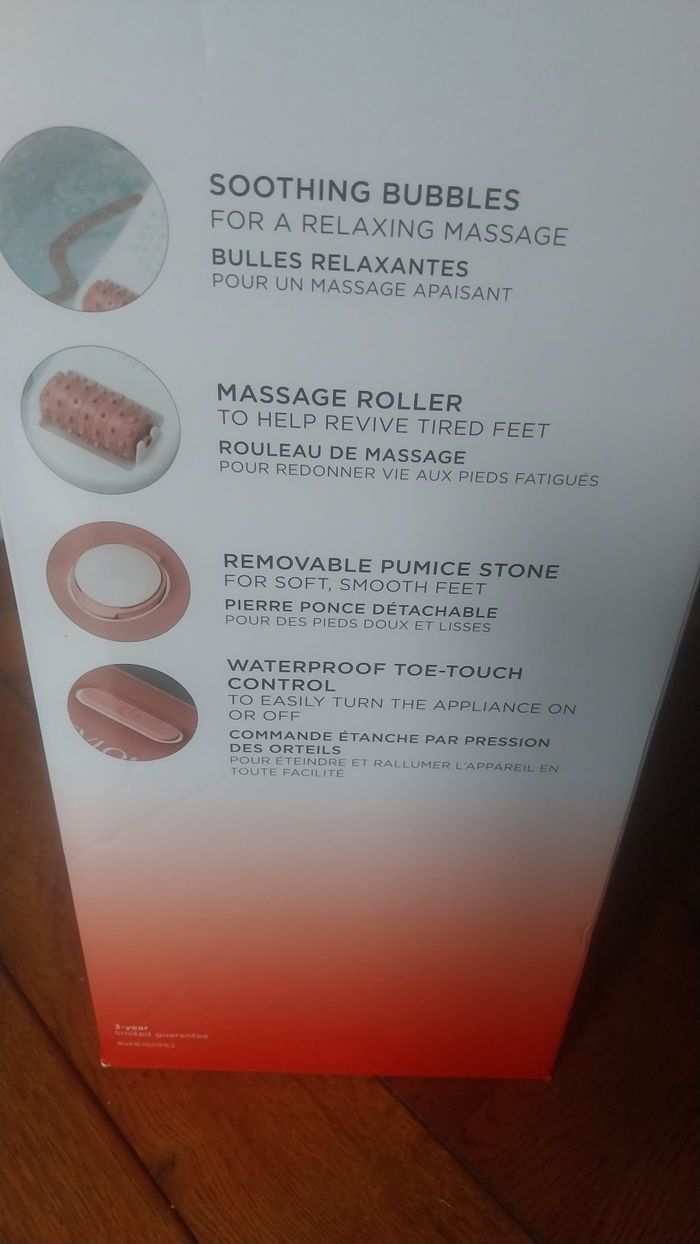 SOOTHING BUBBLES
FOR A RELAXING MASSAGE
BULLES RELAXANTES
POUR UN MASSAGE APAISANT
MASSAGE ROLLER
TO HELP REVIVE TIRED FEET
ROULEAU DE MASSAGE
POUR REDONNER VIE AUX PIEDS FATIGUÉS
REMOVABLE PUMICE STONE
FOR SOFT, SMOOTH FEET
PIERRE PONCE DÉTACHABLE
POUR DES PIEDS DOUX ET LISSES
WATERPROOF TOE-TOUCH
CONTROL
TO EASILY TURN THE APPLIANCE ON
OR OFF
COMMANDE ÉTANCHE PAR PRESSION
DES ORTEILS
POUR ÉTEINDRE ET RALLUMER L'APPAREIL EN
TOUTE FACILITÉ
limited guarantee